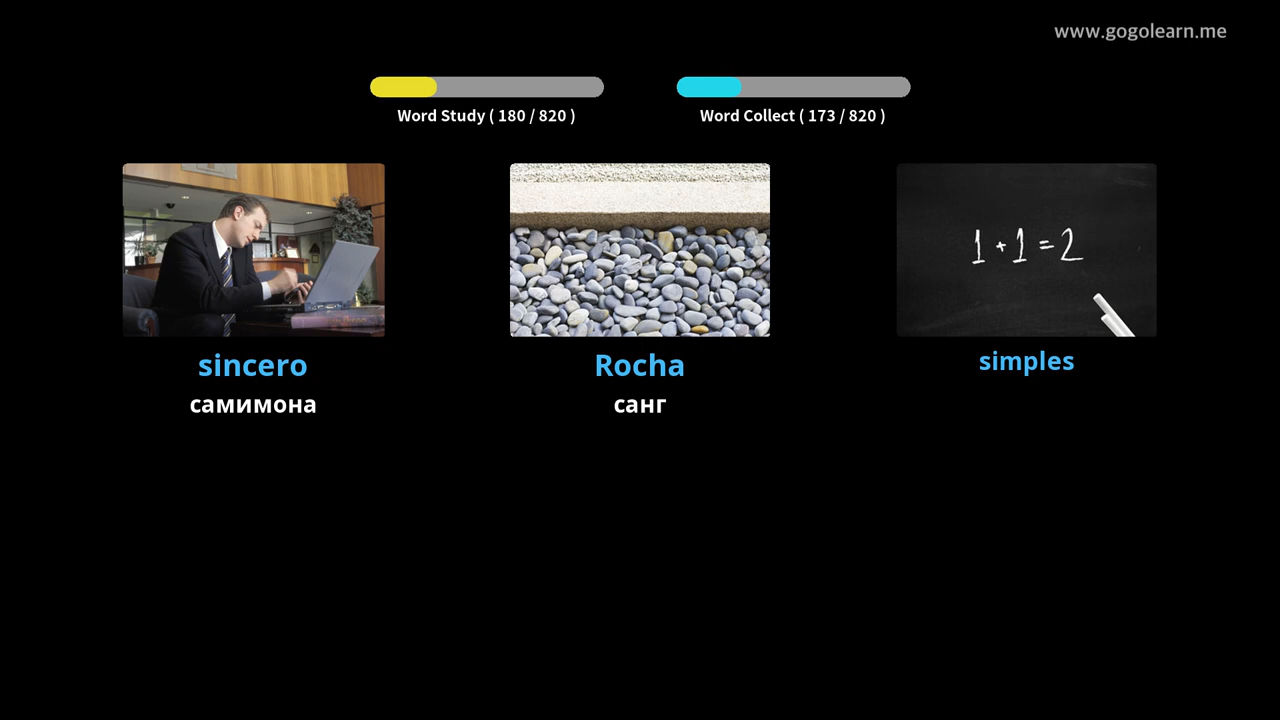 www.gogolearn.me
Word Study ( 180 / 820 )
Word Collect ( 173 / 820 )
1 + 1 = 2
sincero
Rocha
simples
самимона
санг